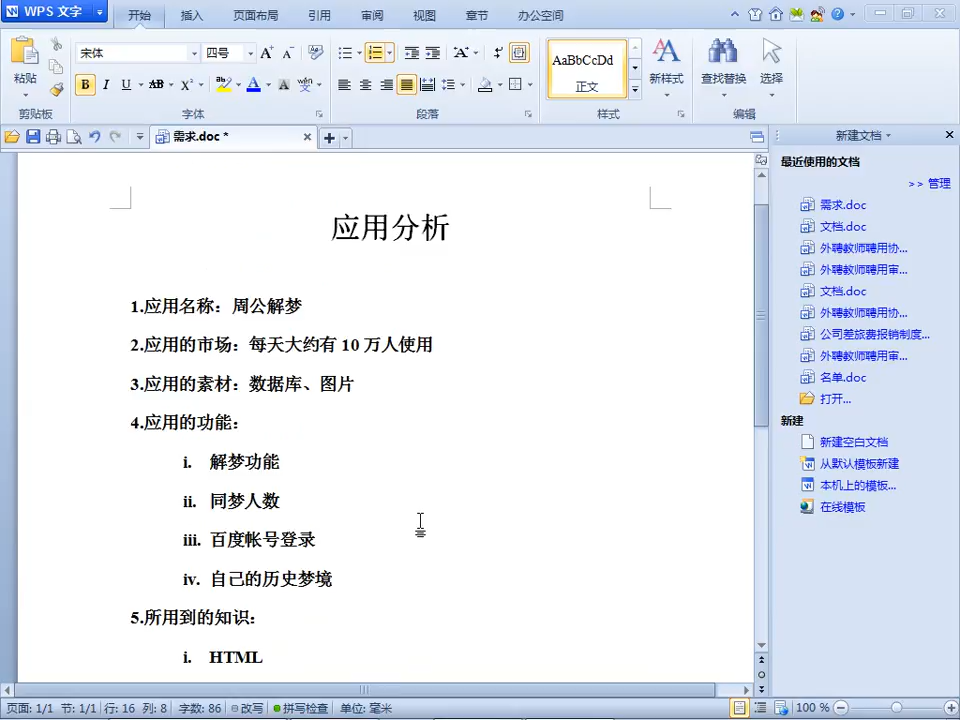 WPS 文字
开始 插入 页面布局 引用 审阅 视图 章节 办公空间
宋体 四号
AaBbCcDd
正文
粘贴 新样式 查找替换 选择
剪贴板 字体 段落 样式 编辑
需求.doc *
新建文档
最近使用的文档
>> 管理
需求.doc
文档.doc
外聘教师聘用协...
外聘教师聘用审...
文档.doc
外聘教师聘用协...
公司差旅费报销制度...
外聘教师聘用审...
名单.doc
打开...
新建
新建空白文档
从默认模板新建
本机上的模板...
在线模板
应用分析
1.应用名称：周公解梦
2.应用的市场：每天大约有 10 万人使用
3.应用的素材：数据库、图片
4.应用的功能：
i. 解梦功能
ii. 同梦人数
iii. 百度帐号登录
iv. 自己的历史梦境
5.所用到的知识：
i. HTML
页面: 1/1 节: 1/1 行: 16 列: 8 字数: 86 改写 拼写检查 单位: 毫米 100 %